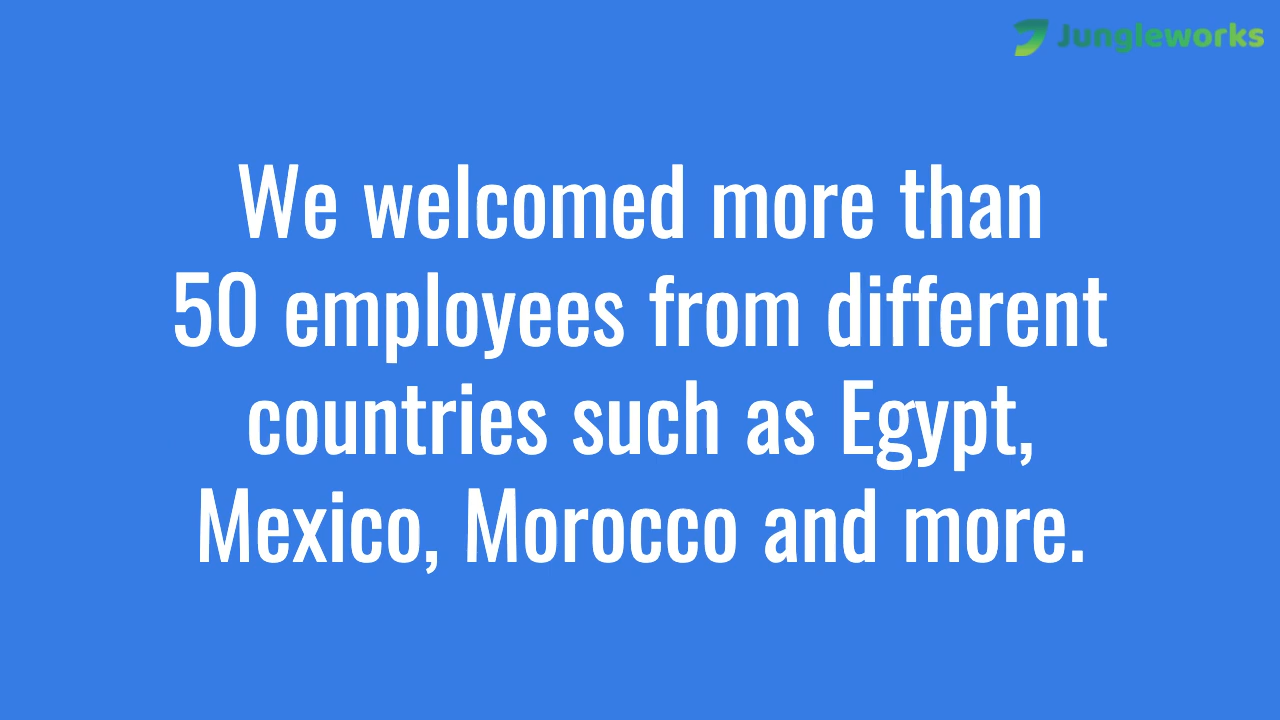 Jungleworks
We welcomed more than
50 employees from different
countries such as Egypt,
Mexico, Morocco and more.